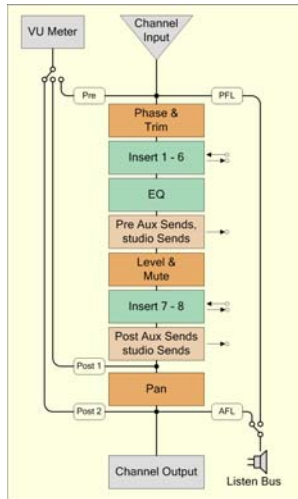 VU Meter
Channel
Input
Pre
PFL
Phase &
Trim
Insert 1 - 6
EQ
Pre Aux Sends,
studio Sends
Level &
Mute
Insert 7 - 8
Post Aux Sends
studio Sends
Post 1
Pan
Post 2
AFL
Channel Output
Listen Bus